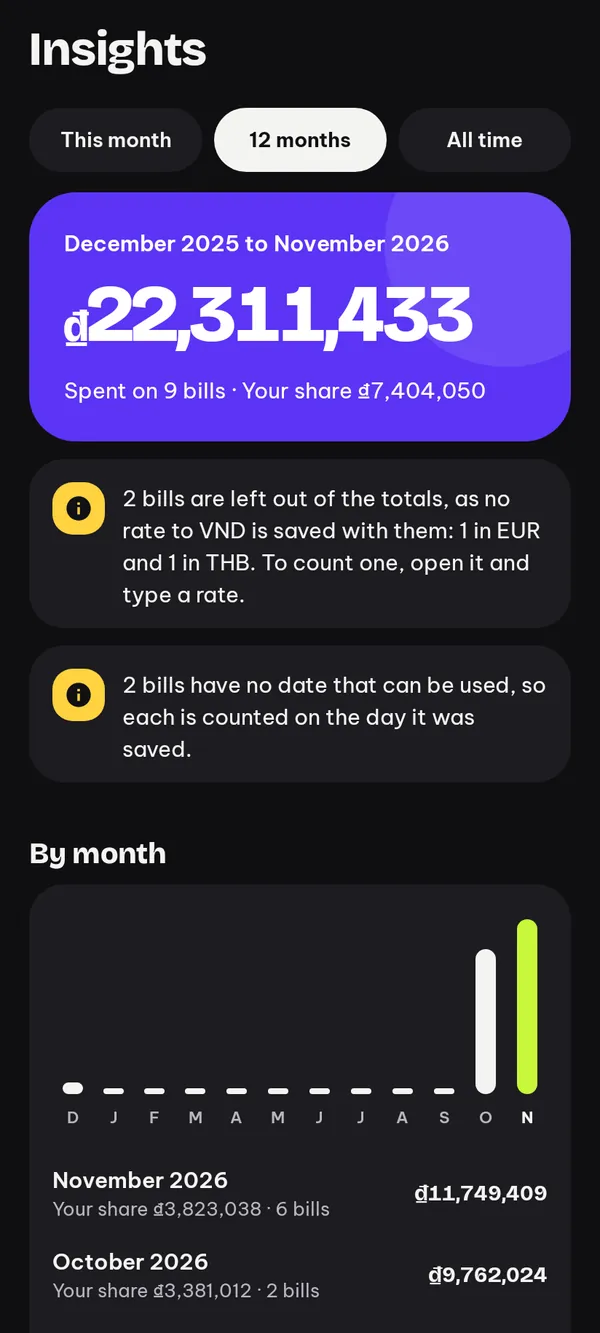 Insights
This month
12 months
All time
December 2025 to November 2026
₫22,311,433
Spent on 9 bills · Your share ₫7,404,050
2 bills are left out of the totals, as no
rate to VND is saved with them: 1 in EUR
and 1 in THB. To count one, open it and
type a rate.
2 bills have no date that can be used, so
each is counted on the day it was
saved.
By month
D J F M A M J J A S O N
November 2026
Your share ₫3,823,038 · 6 bills
₫11,749,409
October 2026
Your share ₫3,381,012 · 2 bills
₫9,762,024